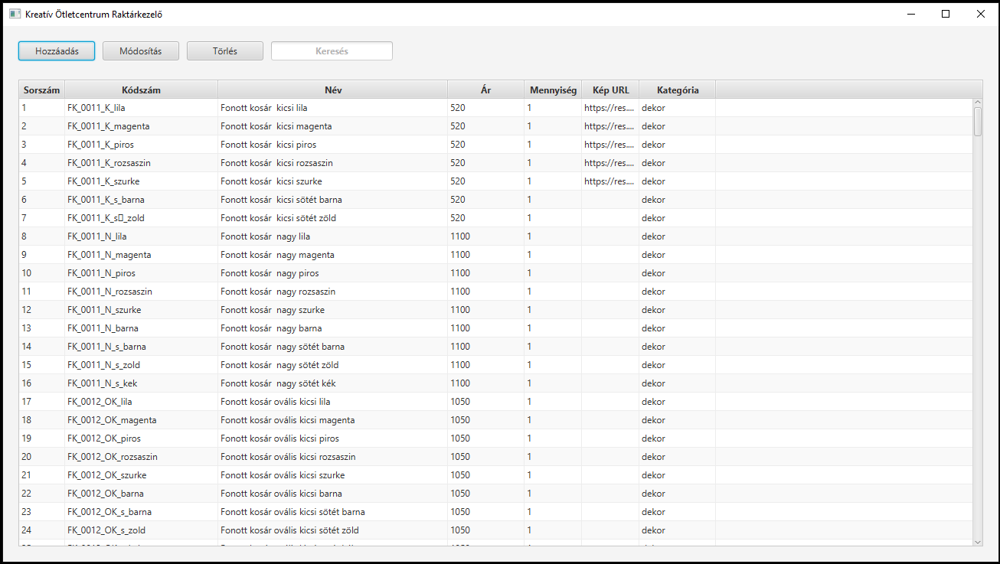 Kreatív Ötletcentrum Raktárkezelő
Hozzáadás Módosítás Törlés Keresés
Sorszám Kódszám Név Ár Mennyiség Kép URL Kategória
1 FK_0011_K_lila Fonott kosár  kicsi lila 520 1 https://res.... dekor
2 FK_0011_K_magenta Fonott kosár  kicsi magenta 520 1 https://res.... dekor
3 FK_0011_K_piros Fonott kosár  kicsi piros 520 1 https://res.... dekor
4 FK_0011_K_rozsaszin Fonott kosár  kicsi rozsaszin 520 1 https://res.... dekor
5 FK_0011_K_szurke Fonott kosár  kicsi szurke 520 1 https://res.... dekor
6 FK_0011_K_s_barna Fonott kosár  kicsi sötét barna 520 1 dekor
7 FK_0011_K_s▯_zold Fonott kosár  kicsi sötét zöld 520 1 dekor
8 FK_0011_N_lila Fonott kosár  nagy lila 1100 1 dekor
9 FK_0011_N_magenta Fonott kosár  nagy magenta 1100 1 dekor
10 FK_0011_N_piros Fonott kosár  nagy piros 1100 1 dekor
11 FK_0011_N_rozsaszin Fonott kosár  nagy rozsaszin 1100 1 dekor
12 FK_0011_N_szurke Fonott kosár  nagy szurke 1100 1 dekor
13 FK_0011_N_barna Fonott kosár  nagy barna 1100 1 dekor
14 FK_0011_N_s_barna Fonott kosár  nagy sötét barna 1100 1 dekor
15 FK_0011_N_s_zold Fonott kosár  nagy sötét zöld 1100 1 dekor
16 FK_0011_N_s_kek Fonott kosár  nagy sötét kék 1100 1 dekor
17 FK_0012_OK_lila Fonott kosár ovális kicsi lila 1050 1 dekor
18 FK_0012_OK_magenta Fonott kosár ovális kicsi magenta 1050 1 dekor
19 FK_0012_OK_piros Fonott kosár ovális kicsi piros 1050 1 dekor
20 FK_0012_OK_rozsaszin Fonott kosár ovális kicsi rozsaszin 1050 1 dekor
21 FK_0012_OK_szurke Fonott kosár ovális kicsi szurke 1050 1 dekor
22 FK_0012_OK_barna Fonott kosár ovális kicsi barna 1050 1 dekor
23 FK_0012_OK_s_barna Fonott kosár ovális kicsi sötét barna 1050 1 dekor
24 FK_0012_OK_s_zold Fonott kosár ovális kicsi sötét zöld 1050 1 dekor